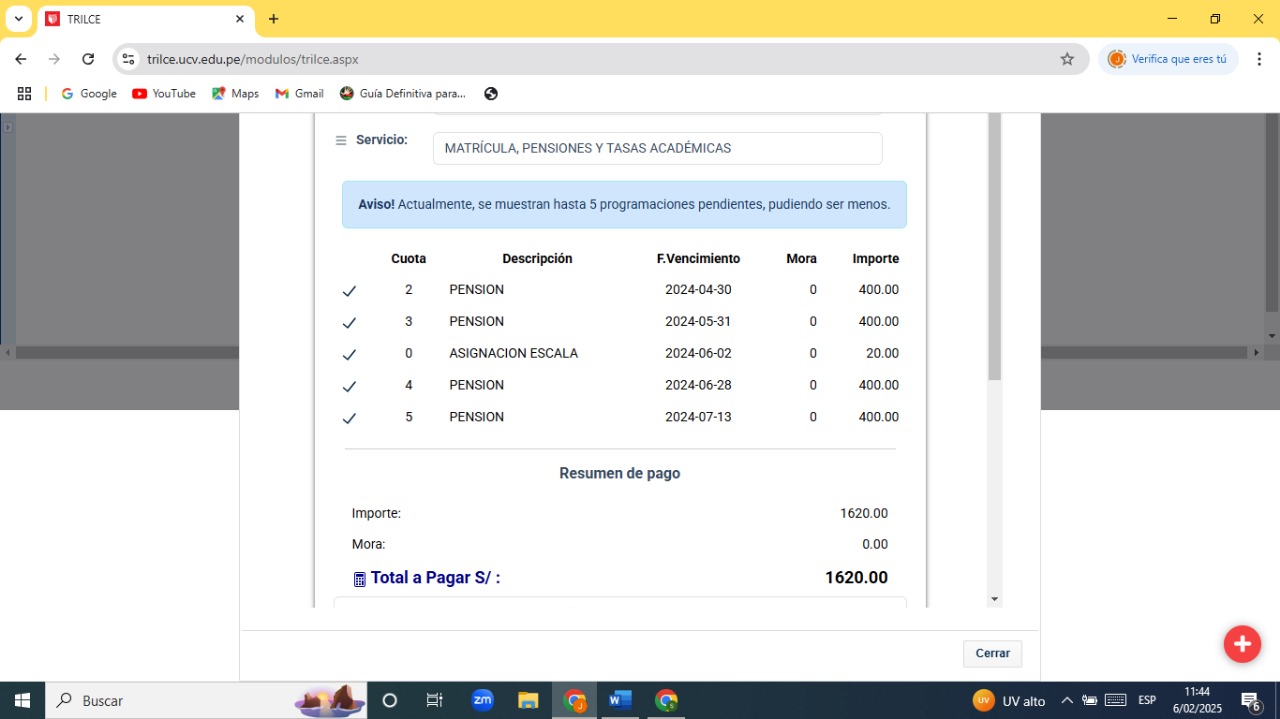 TRILCE
trilce.ucv.edu.pe/modulos/trilce.aspx
Verifica que eres tú
Google YouTube Maps Gmail Guía Definitiva para...
Servicio: MATRÍCULA, PENSIONES Y TASAS ACADÉMICAS
Aviso! Actualmente, se muestran hasta 5 programaciones pendientes, pudiendo ser menos.
Cuota Descripción F.Vencimiento Mora Importe
2 PENSION 2024-04-30 0 400.00
3 PENSION 2024-05-31 0 400.00
0 ASIGNACION ESCALA 2024-06-02 0 20.00
4 PENSION 2024-06-28 0 400.00
5 PENSION 2024-07-13 0 400.00
Resumen de pago
Importe: 1620.00
Mora: 0.00
Total a Pagar S/ : 1620.00
Cerrar
Buscar
zm
UV UV alto
ESP
11:44
6/02/2025
6